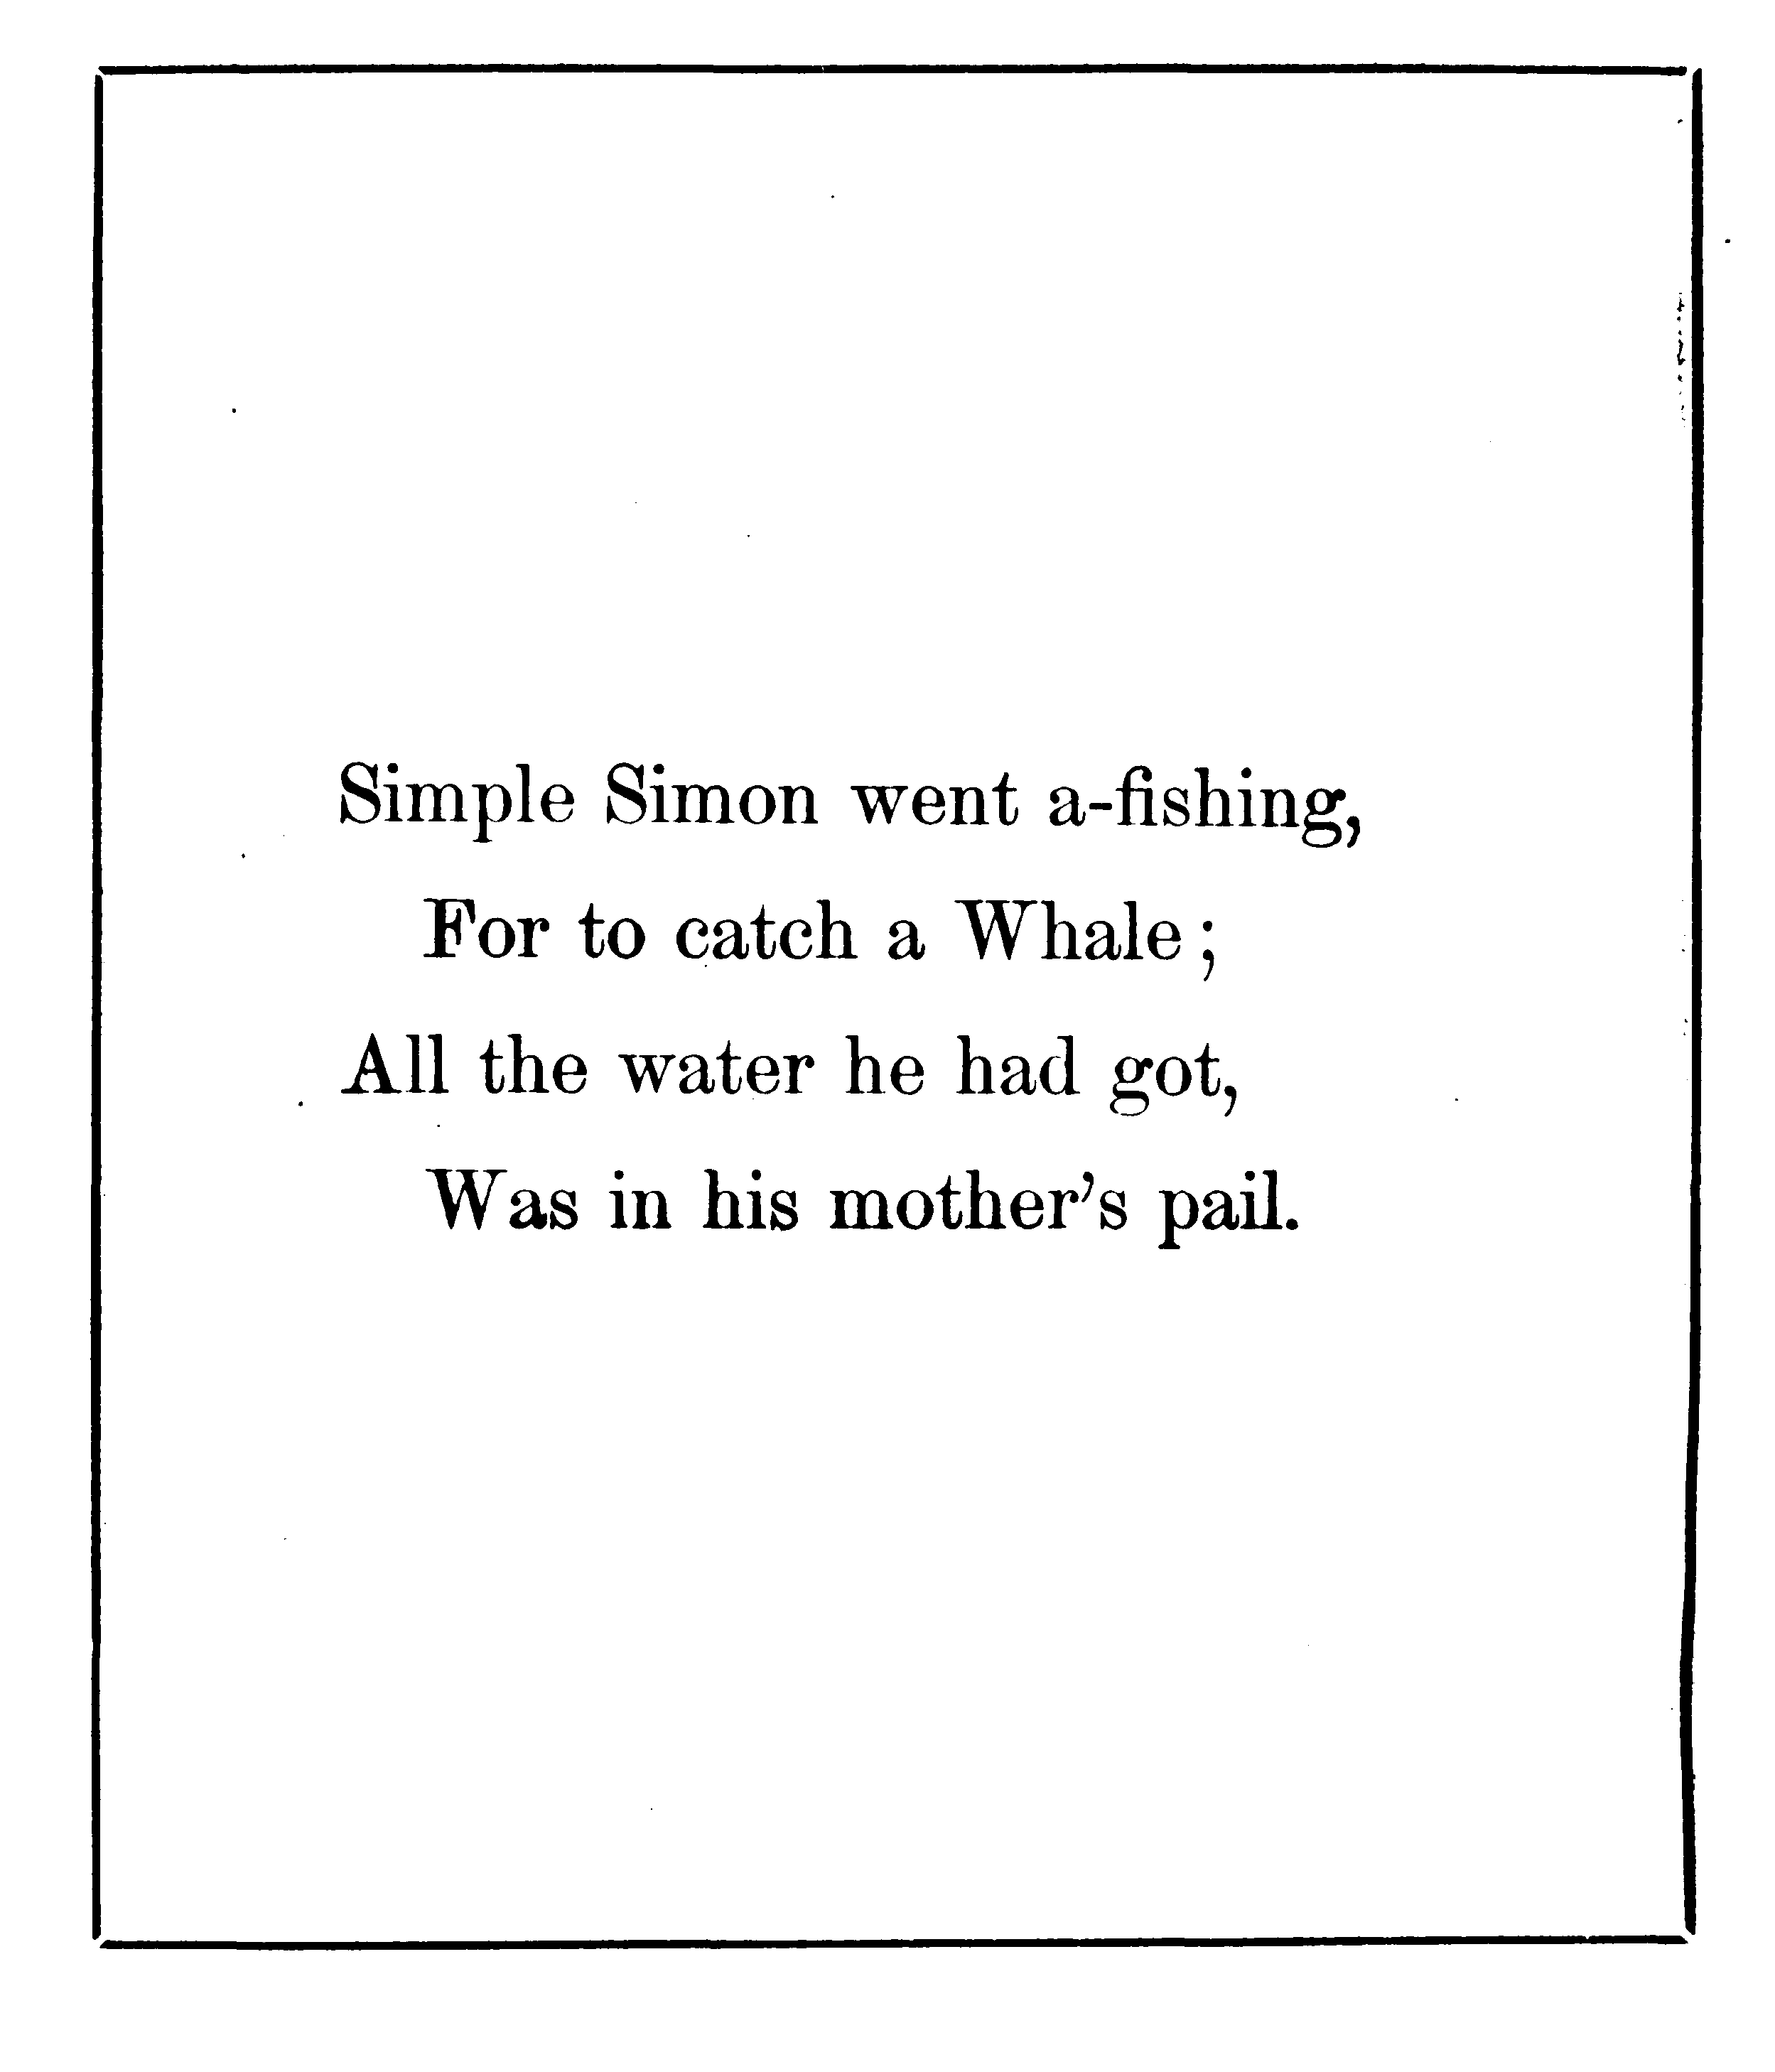 Simple Simon went a-fishing,
For to catch a Whale;
All the water he had got,
Was in his mother's pail.